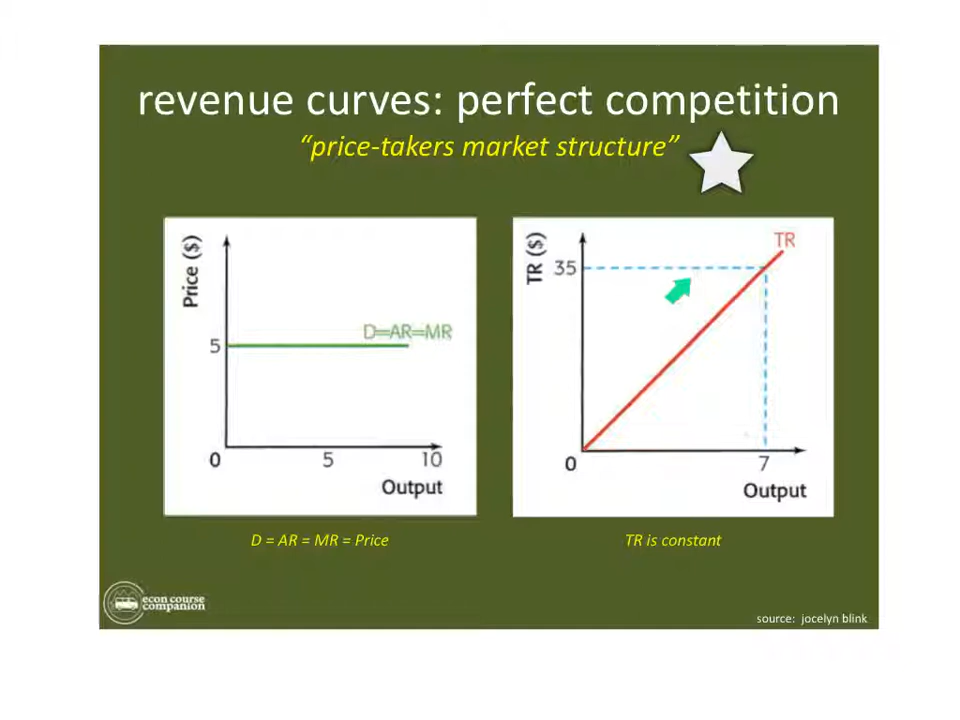 revenue curves: perfect competition
“price-takers market structure”
Price ($)
5
D=AR=MR
0
5
10
Output
TR ($)
35
TR
0
7
Output
D = AR = MR = Price
TR is constant
econ course
companion
source: jocelyn blink